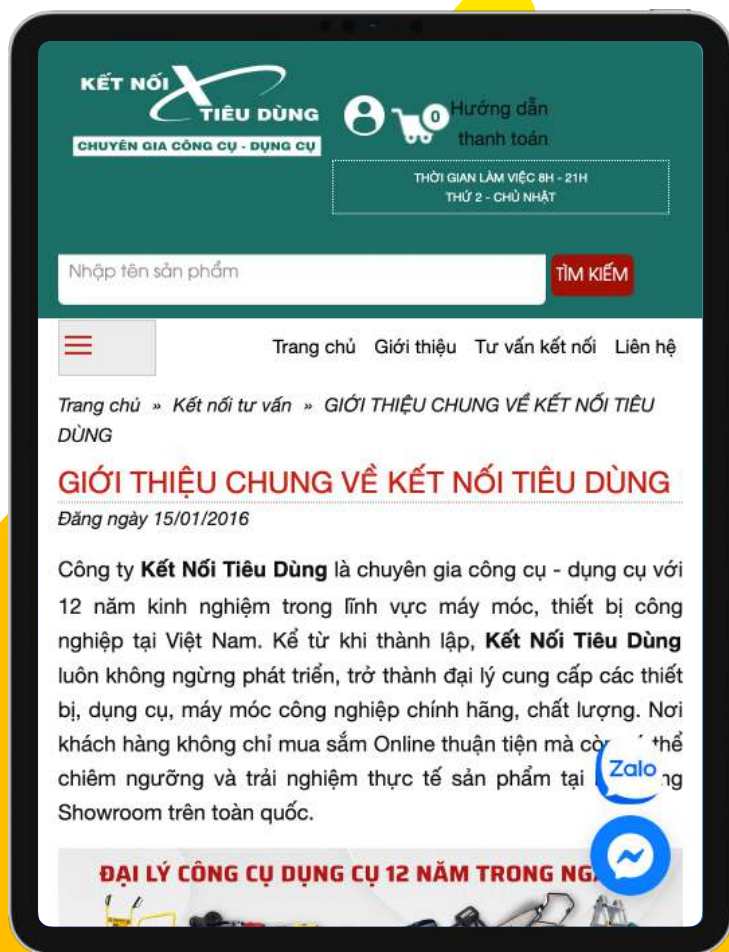 KẾT NỐI
TIÊU DÙNG
CHUYÊN GIA CÔNG CỤ - DỤNG CỤ
0
Hướng dẫn
thanh toán
THỜI GIAN LÀM VIỆC 8H - 21H
THỨ 2 - CHỦ NHẬT
Nhập tên sản phẩm
TÌM KIẾM
Trang chủ Giới thiệu Tư vấn kết nối Liên hệ
Trang chủ » Kết nối tư vấn » GIỚI THIỆU CHUNG VỀ KẾT NỐI TIÊU
DÙNG
GIỚI THIỆU CHUNG VỀ KẾT NỐI TIÊU DÙNG
Đăng ngày 15/01/2016
Công ty Kết Nối Tiêu Dùng là chuyên gia công cụ - dụng cụ với
12 năm kinh nghiệm trong lĩnh vực máy móc, thiết bị công
nghiệp tại Việt Nam. Kể từ khi thành lập, Kết Nối Tiêu Dùng
luôn không ngừng phát triển, trở thành đại lý cung cấp các thiết
bị, dụng cụ, máy móc công nghiệp chính hãng, chất lượng. Nơi
khách hàng không chỉ mua sắm Online thuận tiện mà thể
chiêm ngưỡng và trải nghiệm thực tế sản phẩm tại
Zalo
Showroom trên toàn quốc.
ĐẠI LÝ CÔNG CỤ DỤNG CỤ 12 NĂM TRONG